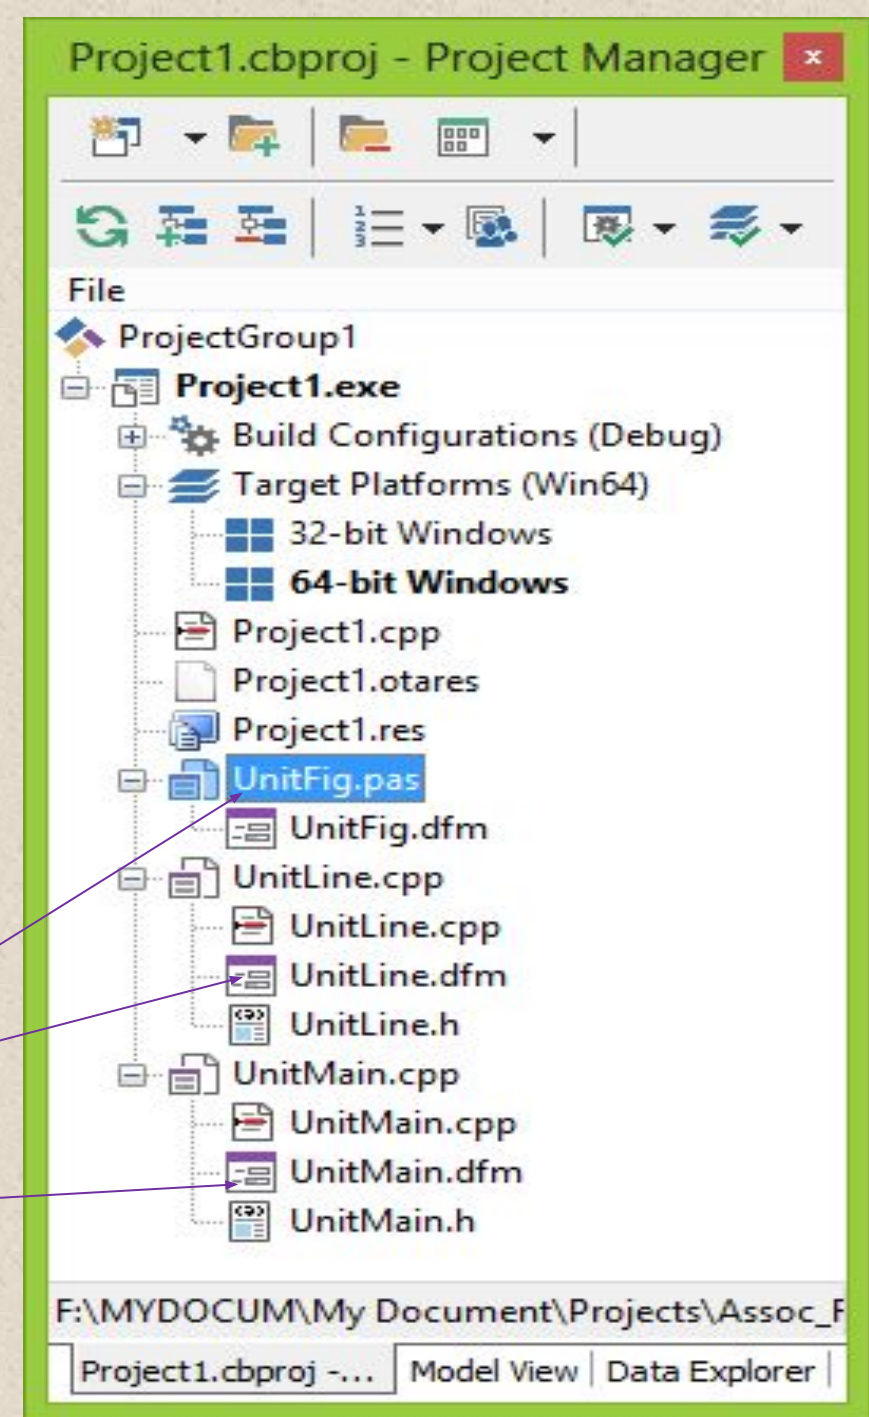 Project1.cbproj - Project Manager
File
ProjectGroup1
Project1.exe
Build Configurations (Debug)
Target Platforms (Win64)
32-bit Windows
64-bit Windows
Project1.cpp
Project1.otares
Project1.res
UnitFig.pas
UnitFig.dfm
UnitLine.cpp
UnitLine.cpp
UnitLine.dfm
UnitLine.h
UnitMain.cpp
UnitMain.cpp
UnitMain.dfm
UnitMain.h
F:\MYDOCUM\My Document\Projects\Assoc_F
Project1.cbproj -... Model View Data Explorer